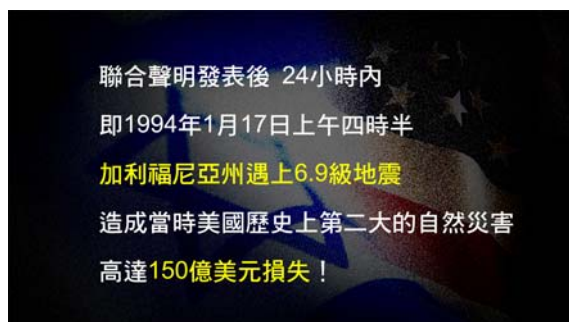 聯合聲明發表後 24小時內
即1994年1月17日上午四時半
加利福尼亞州遇上6.9級地震
造成當時美國歷史上第二大的自然災害
高達150億美元損失！